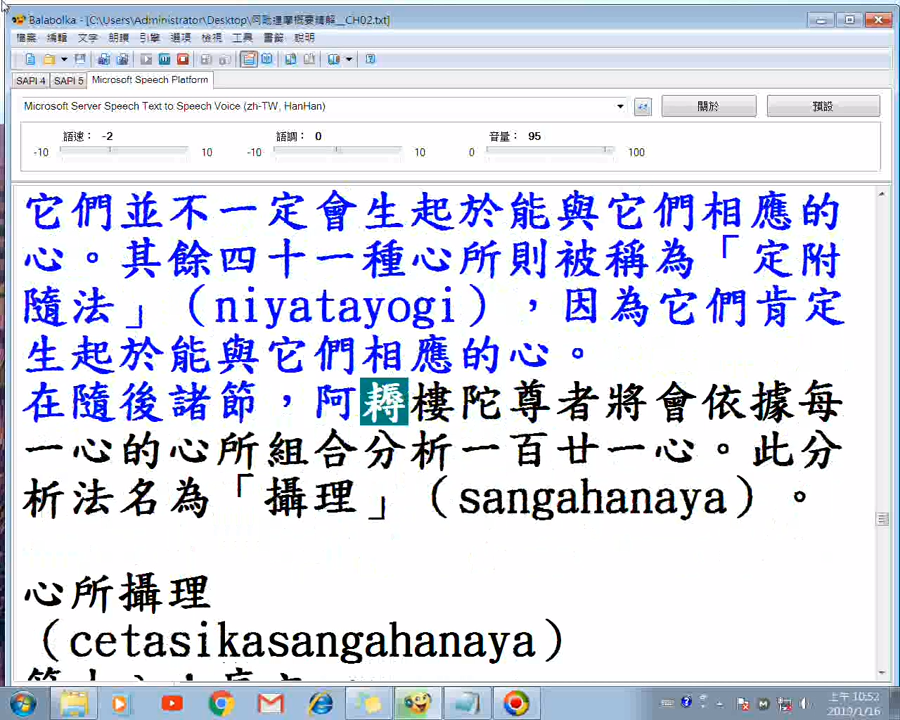 Balabolka - [C:\Users\Administrator\Desktop\阿毗達摩概要精解__CH02.txt]
檔案 編輯 文字 朗讀 引擎 選項 檢視 工具 書籤 說明
SAPI 4 SAPI 5 Microsoft Speech Platform
Microsoft Server Speech Text to Speech Voice (zh-TW, HanHan) 關於 預設
語速： -2 語調： 0 音量： 95
-10 10 -10 10 0 100
它們並不一定會生起於能與它們相應的
心。其餘四十一種心所則被稱為「定附
隨法」（niyatayogi），因為它們肯定
生起於能與它們相應的心。
在隨後諸節，阿耨樓陀尊者將會依據每
一心的心所組合分析一百廿一心。此分
析法名為「攝理」（sangahanaya）。
心所攝理
（cetasikasangahanaya）
上午 10:52
2019/1/16